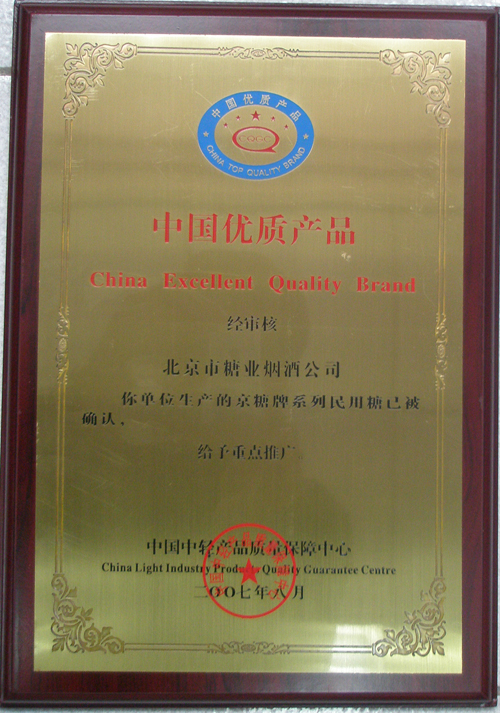 中国优质产品
CQGC
CHINA TOP QUALITY BRAND
中国优质产品
China Excellent Quality Brand
经审核
北京市糖业烟酒公司
你单位生产的京糖牌系列民用糖已被
确认，
给予重点推广。
中国中轻产品质量保障中心
China Light Industry Products Quality Guarantee Centre
二〇〇七年八月